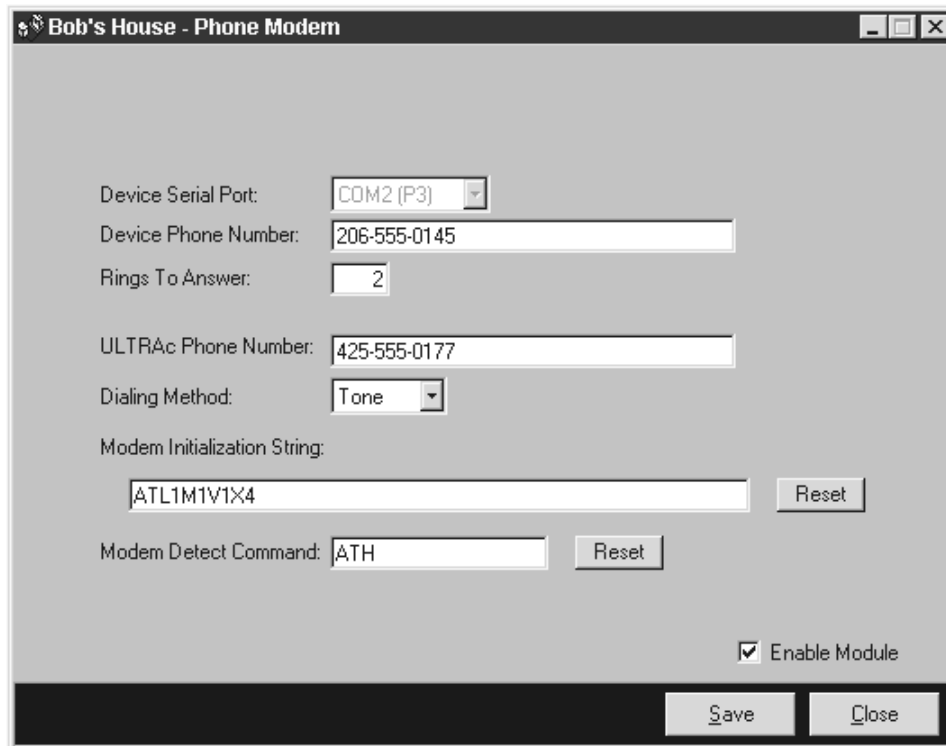 Bob's House - Phone Modem
Device Serial Port: COM2 (P3)
Device Phone Number: 206-555-0145
Rings To Answer: 2
ULTRAc Phone Number: 425-555-0177
Dialing Method: Tone
Modem Initialization String:
ATL1M1V1X4 Reset
Modem Detect Command: ATH Reset
Enable Module
Save Close